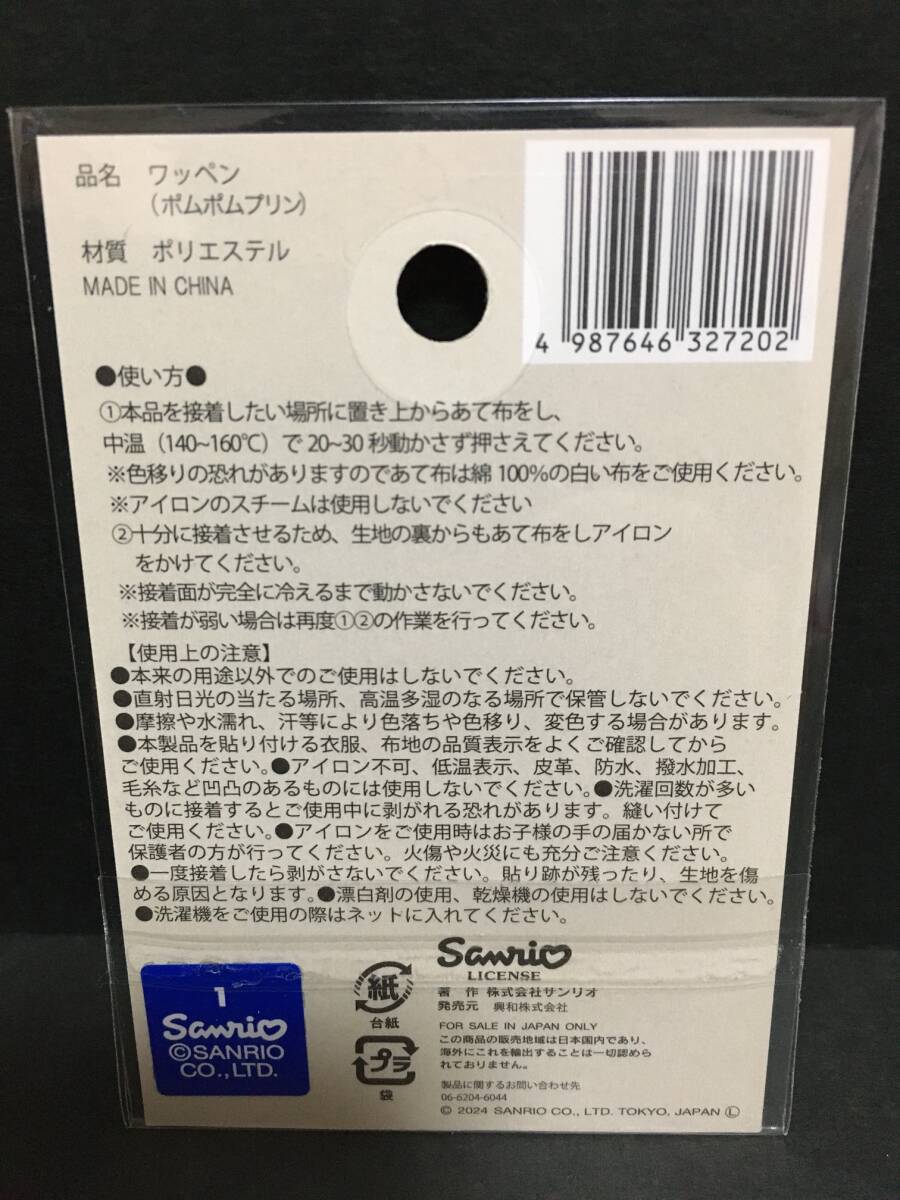 品名 ワッペン
(ポムポムプリン)
材質 ポリエステル
MADE IN CHINA
4 987646 327202
●使い方●
①本品を接着したい場所に置き上からあて布をし、
中温（140~160℃）で20~30秒動かさず押さえてください。
※色移りの恐れがありますのであて布は綿100%の白い布をご使用ください。
※アイロンのスチームは使用しないでください
②十分に接着させるため、生地の裏からもあて布をしアイロン
をかけてください。
※接着面が完全に冷えるまで動かさないでください。
※接着が弱い場合は再度①②の作業を行ってください。
【使用上の注意】
●本来の用途以外でのご使用はしないでください。
●直射日光の当たる場所、高温多湿のなる場所で保管しないでください。
●摩擦や水濡れ、汗等により色落ちや色移り、変色する場合があります。
●本製品を貼り付ける衣服、布地の品質表示をよくご確認してから
ご使用ください。●アイロン不可、低温表示、皮革、防水、撥水加工、
毛糸など凹凸のあるものには使用しないでください。●洗濯回数が多い
ものに接着するとご使用中に剥がれる恐れがあります。縫い付けて
ご使用ください。●アイロンをご使用時はお子様の手の届かない所で
保護者の方が行ってください。火傷や火災にも充分ご注意ください。
●一度接着したら剥がさないでください。貼り跡が残ったり、生地を傷
める原因となります。●漂白剤の使用、乾燥機の使用はしないでください。
●洗濯機をご使用の際はネットに入れてください。
1
Sanrio
©SANRIO
CO.,LTD.
紙
台紙
プラ
袋
Sanrio
LICENSE
著 作 株式会社サンリオ
発売元 興和株式会社
FOR SALE IN JAPAN ONLY
この商品の販売地域は日本国内であり、
海外にこれを輸出することは一切認めら
れておりません。
製品に関するお問い合わせ先
06-6204-6044
© 2024 SANRIO CO., LTD. TOKYO, JAPAN Ⓛ